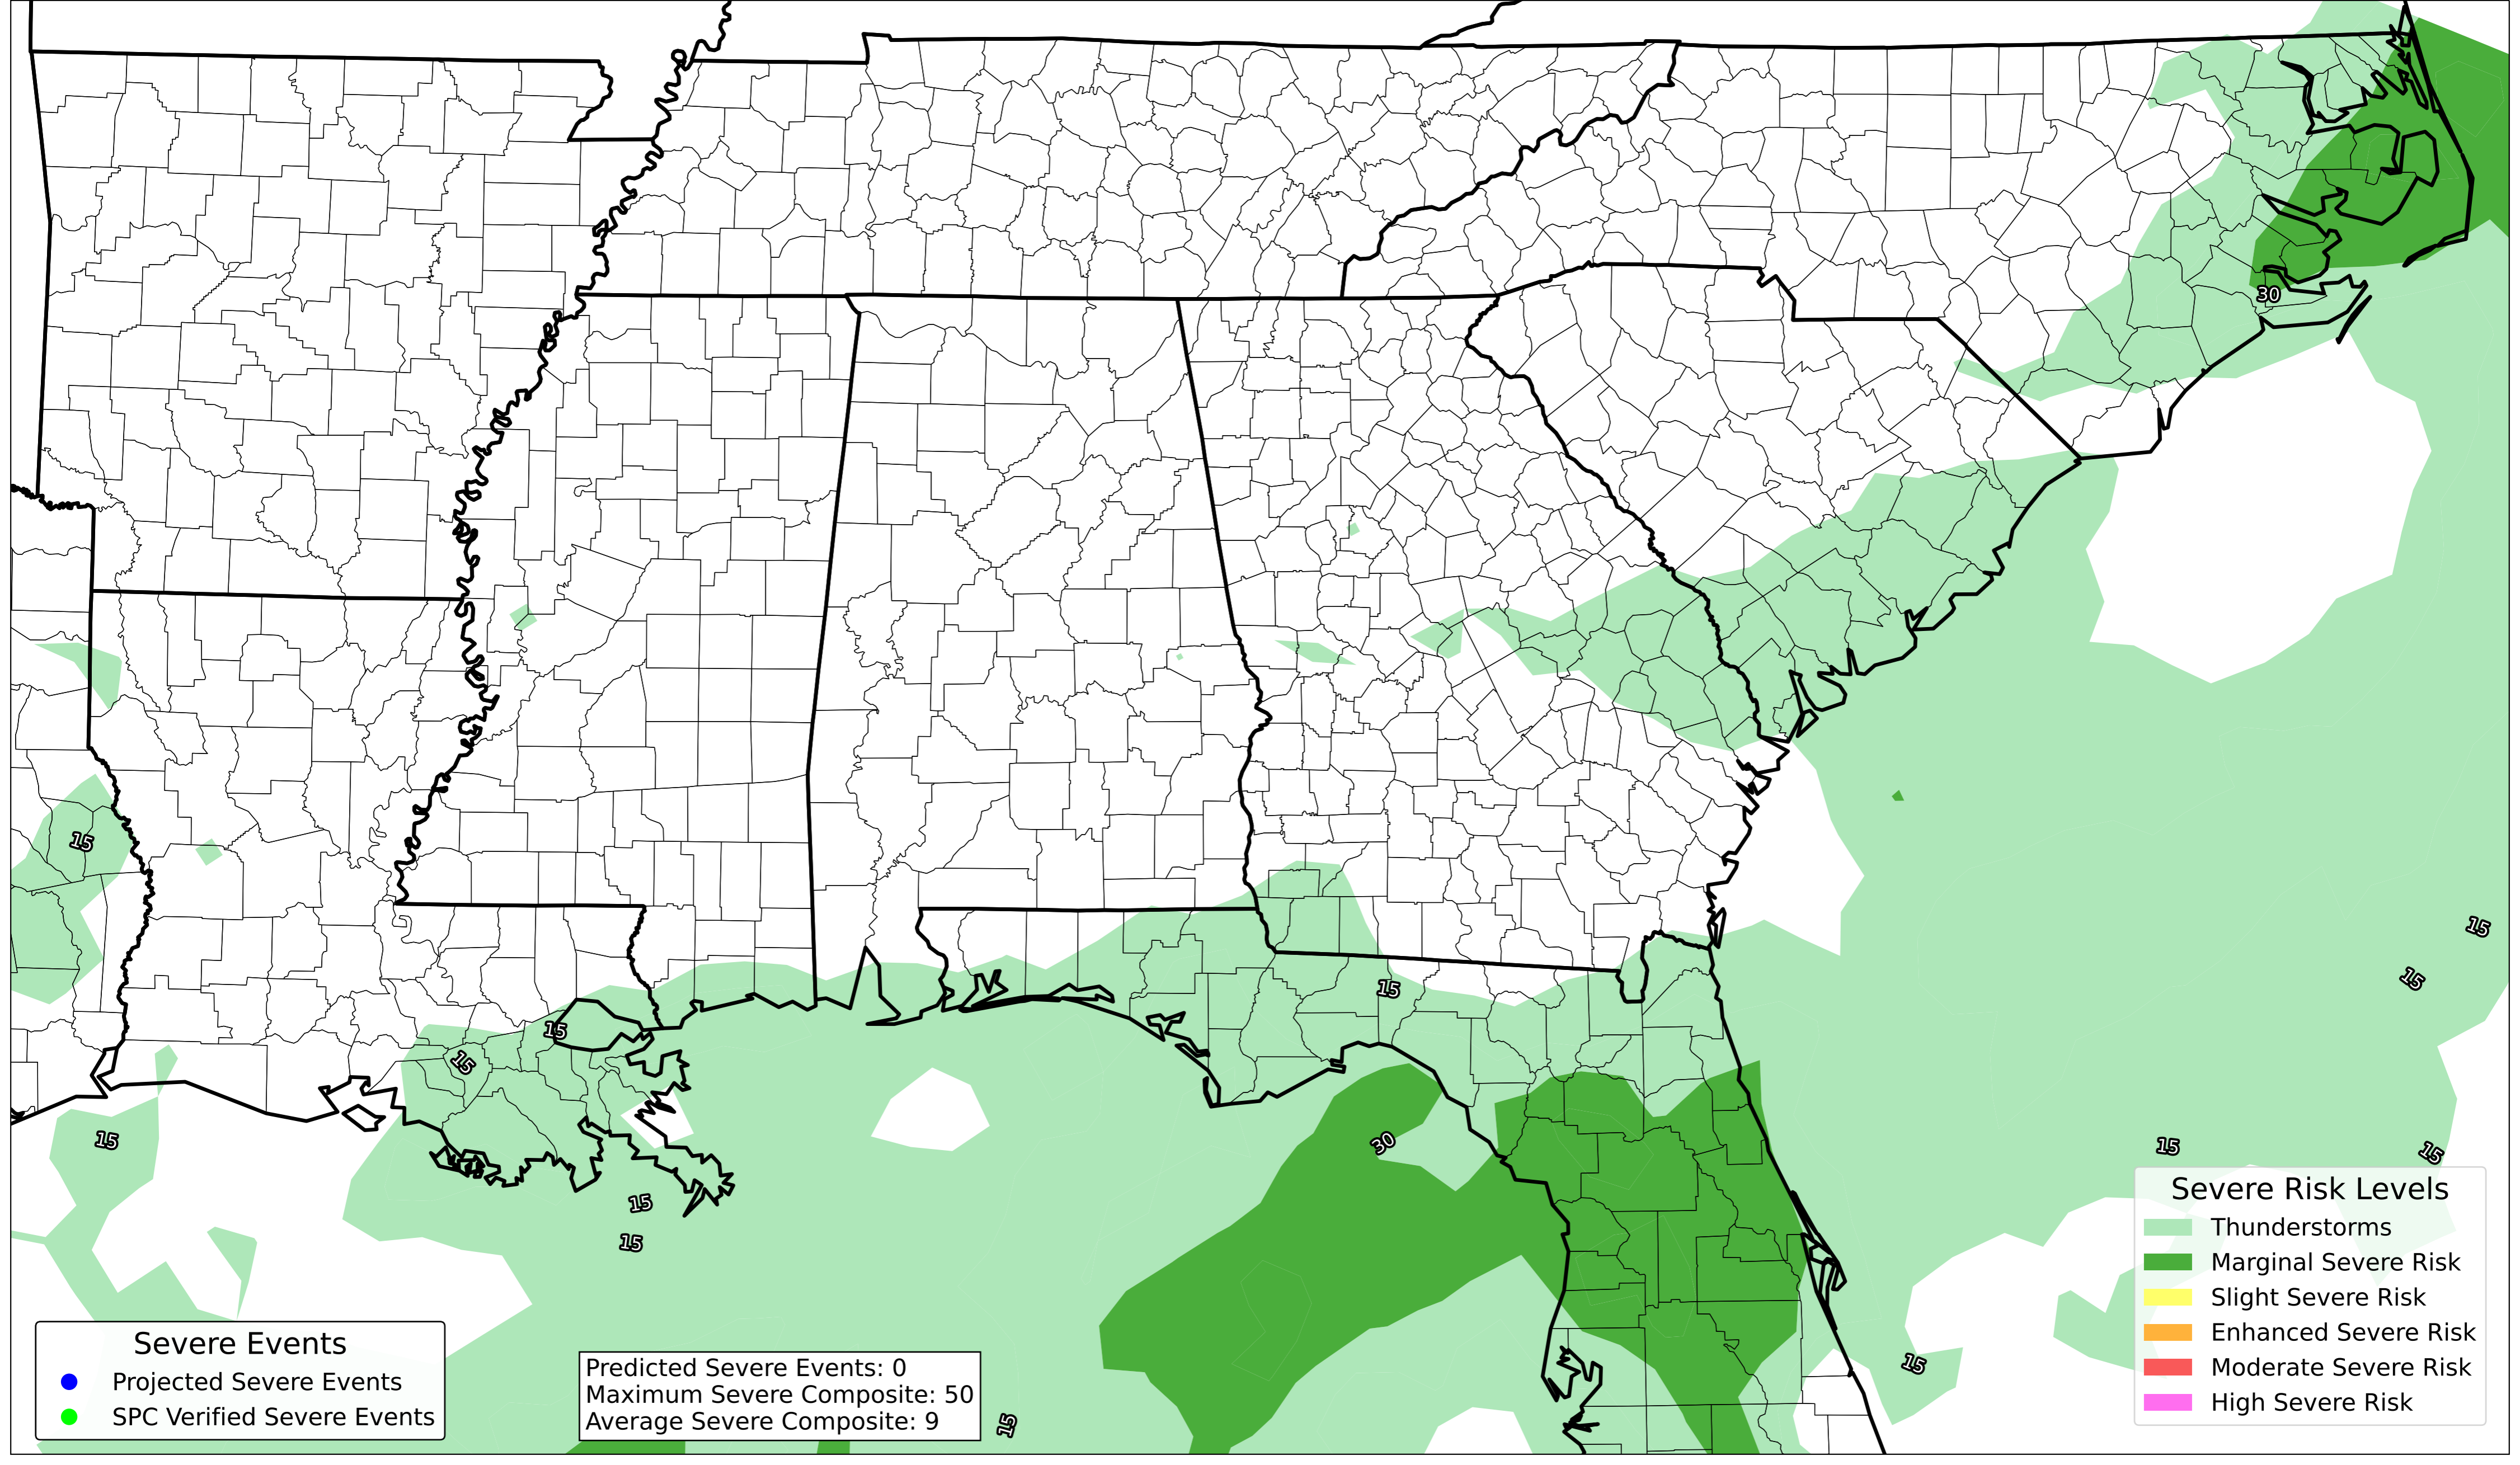 30
15
15
15
15
15
15
15
30
15
15
15
15
15
15
Severe Risk Levels
Thunderstorms
Marginal Severe Risk
Slight Severe Risk
Enhanced Severe Risk
Moderate Severe Risk
High Severe Risk
Severe Events
Projected Severe Events
SPC Verified Severe Events
Predicted Severe Events: 0
Maximum Severe Composite: 50
Average Severe Composite: 9